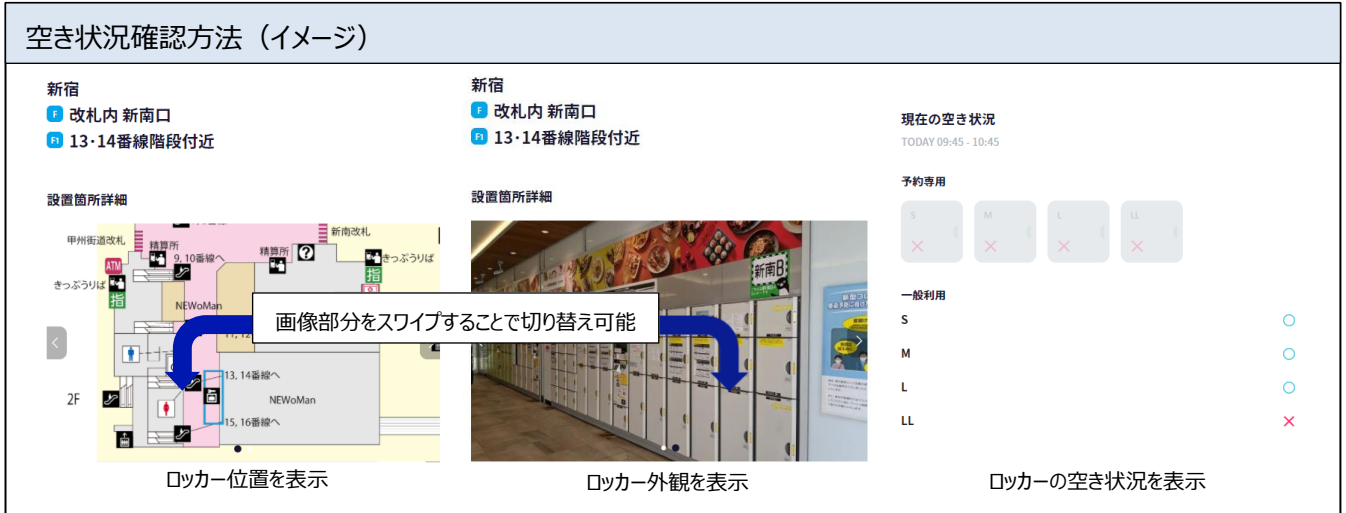 空き状況確認方法（イメージ）
新宿
F 改札内 新南口
F1 13･14番線階段付近
設置箇所詳細
甲州街道改札
新南改札
精算所
9, 10番線へ
精算所
?
きっぷうりば
ATM
きっぷうりば
指
指
NEWoMan
11, 12
13, 14番線へ
NEWoMan
2F
15, 16番線へ
ロッカー位置を表示
画像部分をスワイプすることで切り替え可能
新宿
F 改札内 新南口
F1 13･14番線階段付近
設置箇所詳細
新南B
ロッカー外観を表示
現在の空き状況
TODAY 09:45 - 10:45
予約専用
S
M
L
LL
一般利用
S ○
M ○
L ○
LL ×
ロッカーの空き状況を表示